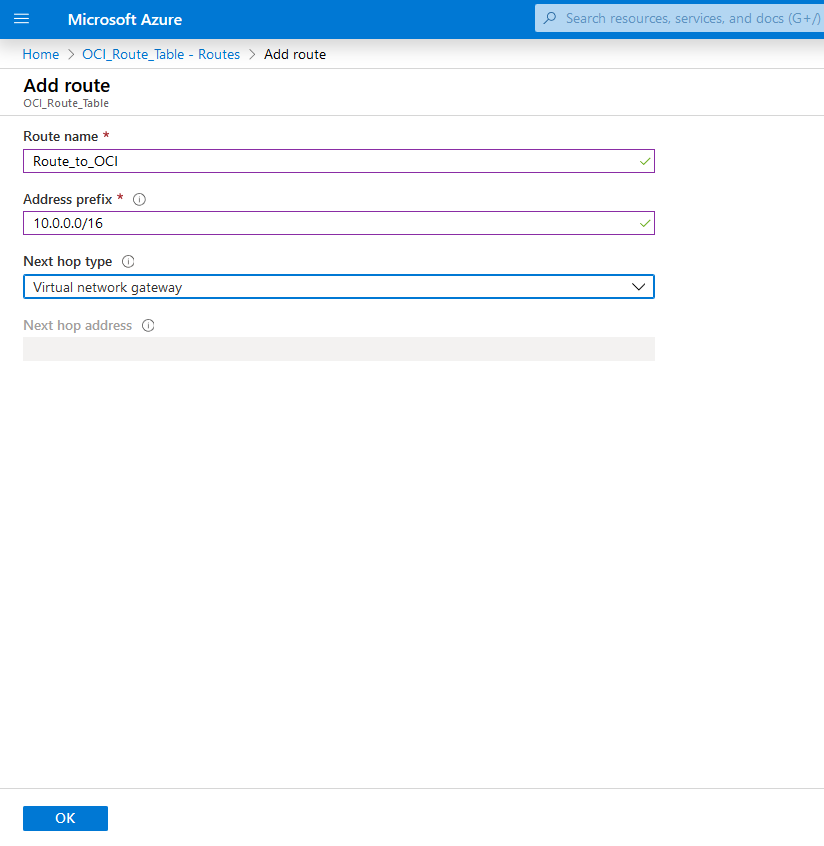 Microsoft Azure
Search resources, services, and docs (G+/)
Home > OCI_Route_Table - Routes > Add route
Add route
OCI_Route_Table
Route name *
Route_to_OCI
Address prefix *
10.0.0.0/16
Next hop type
Virtual network gateway
Next hop address
OK